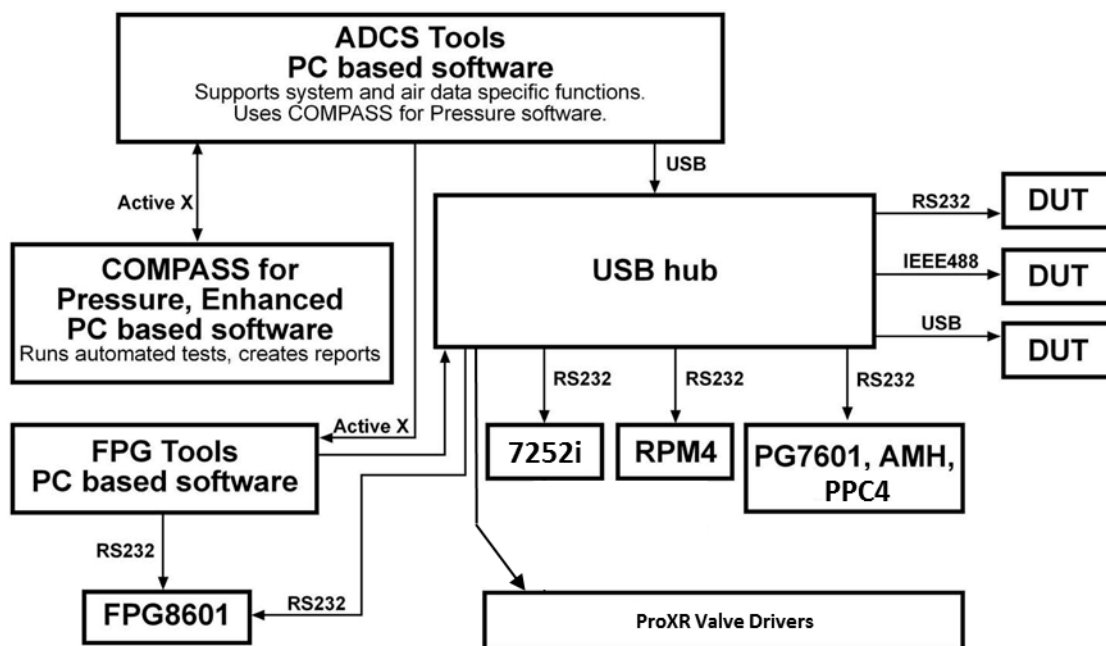 ADCS Tools
PC based software
Supports system and air data specific functions.
Uses COMPASS for Pressure software.
USB
Active X
RS232
DUT
COMPASS for
Pressure, Enhanced
PC based software
Runs automated tests, creates reports
USB hub
IEEE488
DUT
USB
DUT
RS232
RS232
RS232
Active X
FPG Tools
PC based software
7252i
RPM4
PG7601, AMH,
PPC4
RS232
RS232
FPG8601
ProXR Valve Drivers